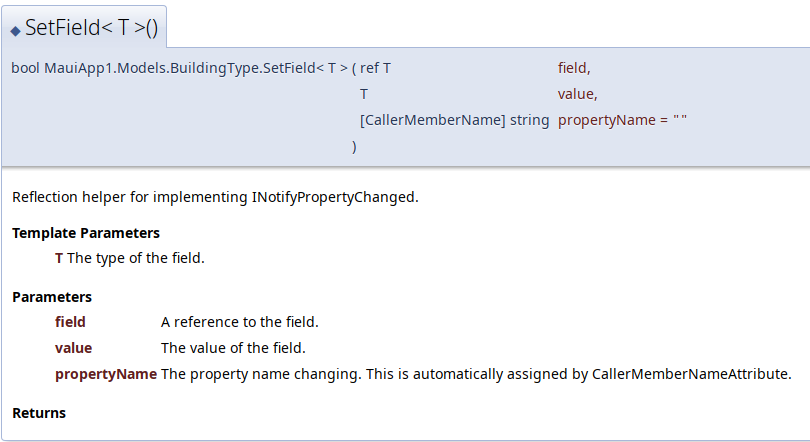 ◆ SetField< T >()
bool MauiApp1.Models.BuildingType.SetField< T > ( ref T field,
T value,
[CallerMemberName] string propertyName = ""
)
Reflection helper for implementing INotifyPropertyChanged.
Template Parameters
T The type of the field.
Parameters
field A reference to the field.
value The value of the field.
propertyName The property name changing. This is automatically assigned by CallerMemberNameAttribute.
Returns